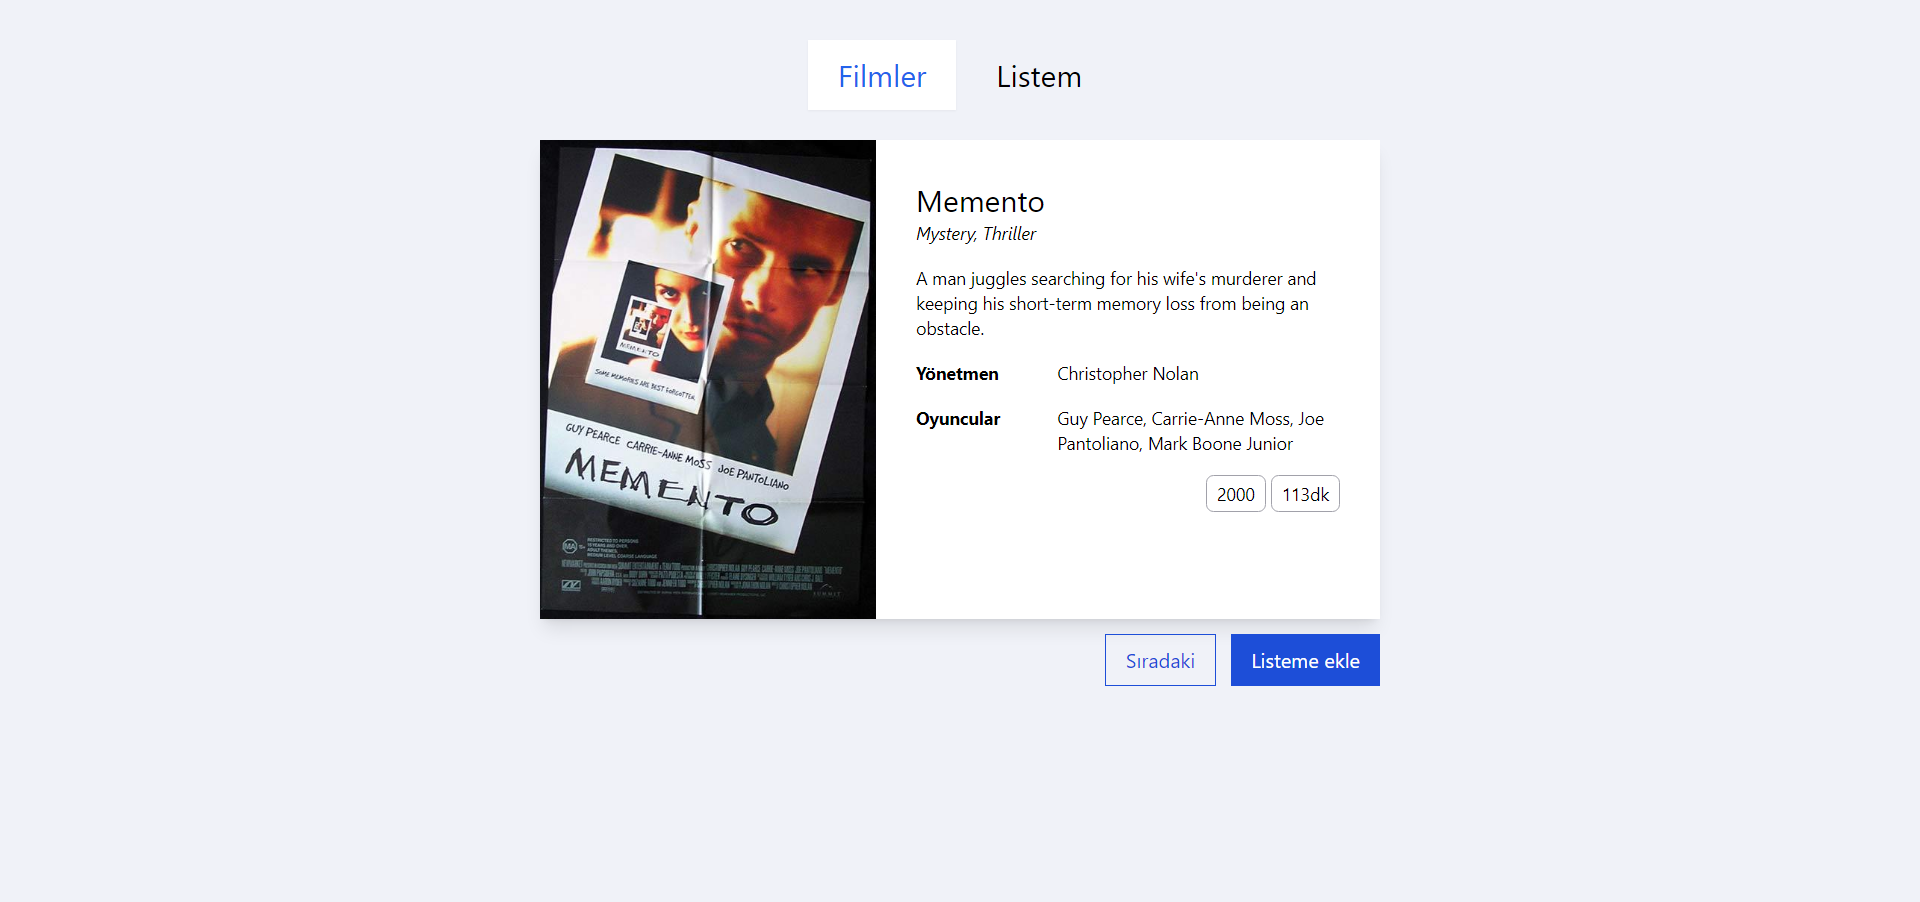 Filmler
Listem
SOME MEMORIES ARE BEST FORGOTTEN
GUY PEARCE CARRIE-ANNE MOSS JOE PANTOLIANO
MEMENTO
Memento
Mystery, Thriller
A man juggles searching for his wife's murderer and
keeping his short-term memory loss from being an
obstacle.
Yönetmen
Christopher Nolan
Oyuncular
Guy Pearce, Carrie-Anne Moss, Joe
Pantoliano, Mark Boone Junior
2000
113dk
Sıradaki
Listeme ekle